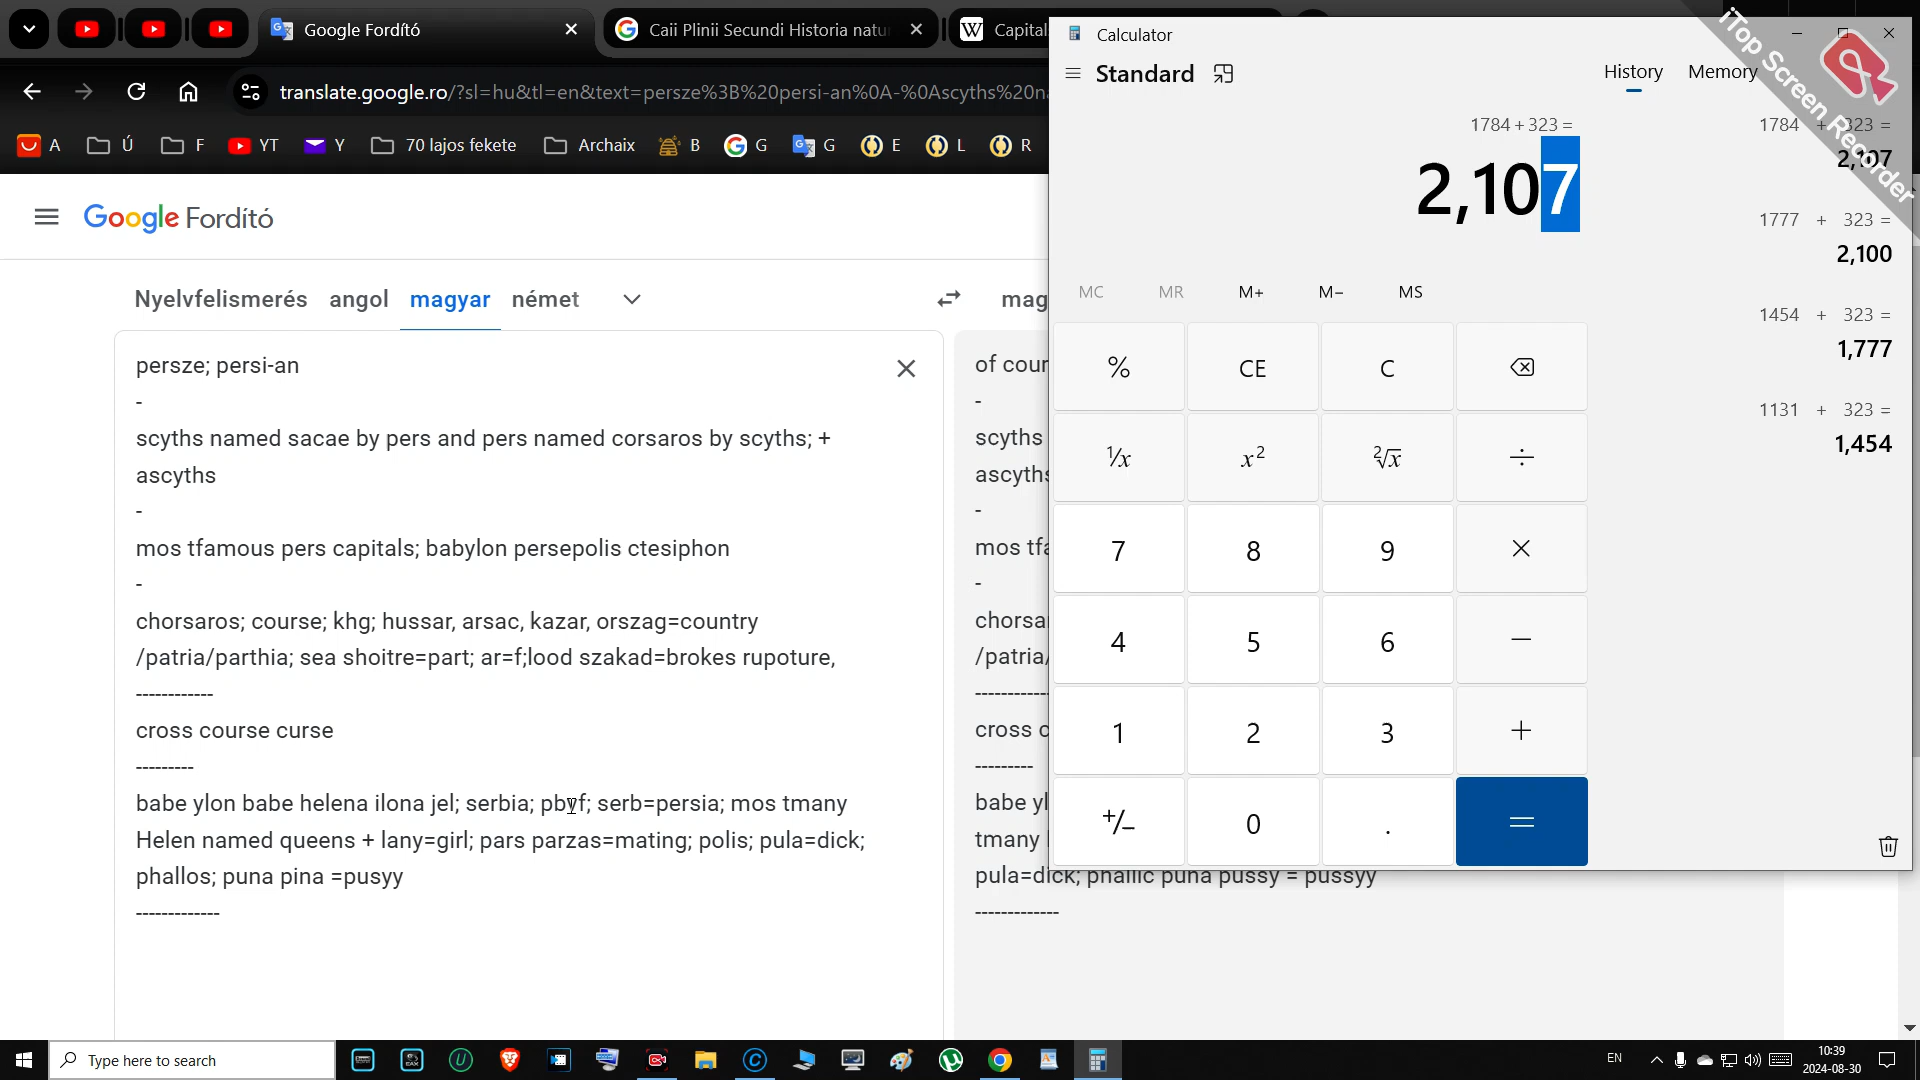 Google Fordító
Caii Plinii Secundi Historia natur
Capital
translate.google.ro/?sl=hu&tl=en&text=persze%3B%20persi-an%0A-%0Ascyths%20na
A
Ú
F
YT
Y
70 lajos fekete
Archaix
B
G
G
E
L
R
Google Fordító
Nyelvfelismerés angol magyar német
mag
persze; persi-an
-
scyths named sacae by pers and pers named corsaros by scyths; +
ascyths
-
mos tfamous pers capitals; babylon persepolis ctesiphon
-
chorsaros; course; khg; hussar, arsac, kazar, orszag=country
/patria/parthia; sea shoitre=part; ar=f;lood szakad=brokes rupoture,
------------
cross course curse
---------
babe ylon babe helena ilona jel; serbia; pbvf; serb=persia; mos tmany
Helen named queens + lany=girl; pars parzas=mating; polis; pula=dick;
phallos; puna pina =pusyy
-------------
of cour
-
scyths
ascyths
-
mos tfa
-
chorsa
/patria/
cross c
babe yl
tmany
pula=dick; phallic puna pussy = pussyy
-------------
Calculator
Standard
History Memory
1784 + 323 =
2,107
MC MR M+ M− MS
% CE C
1/x x2 2√x ÷
7 8 9 ×
4 5 6 −
1 2 3 +
+/− 0 . =
1784 + 323 =
2,107
1777 + 323 =
2,100
1454 + 323 =
1,777
1131 + 323 =
1,454
iTop Screen Recorder
Type here to search
EN
10:39
2024-08-30